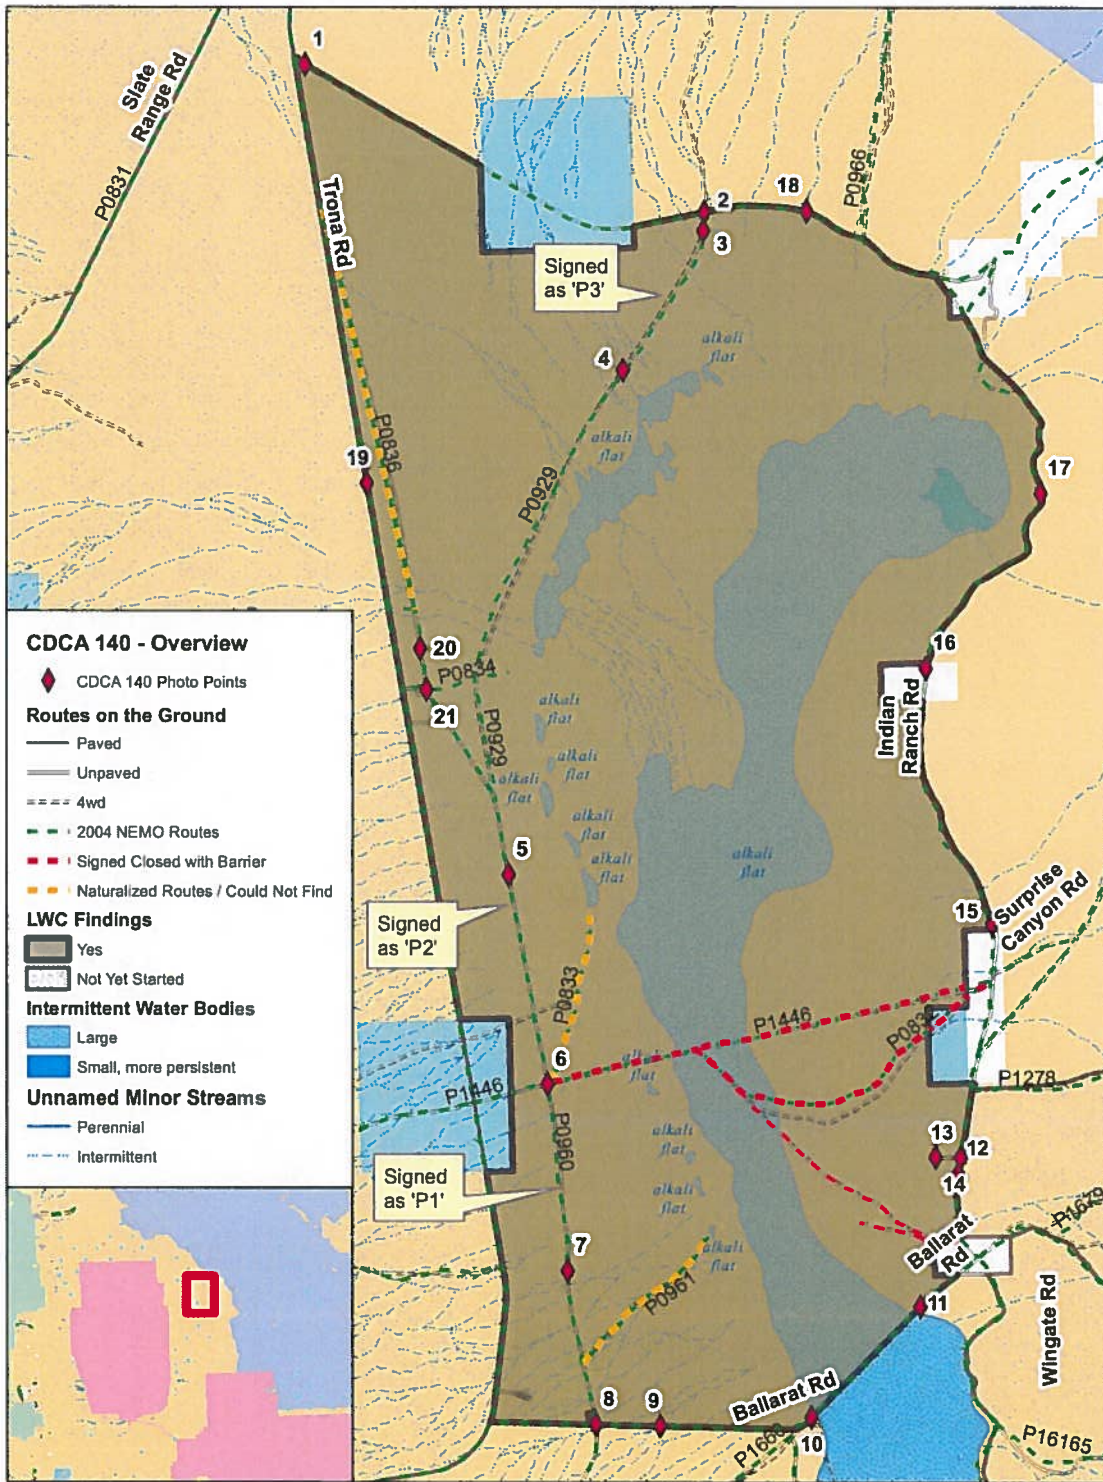 1
Slate
Range Rd
P0831
Trona Rd
2
18
P0966
3
Signed
as 'P3'
4
alkali
flat
alkali
flat
P0836
19
P0929
17
20
P0834
21
P0929
16
Indian
Ranch Rd
alkali
flat
alkali
flat
alkali
flat
alkali
flat
alkali
flat
alkali
flat
5
Signed
as 'P2'
15
Surprise
Canyon Rd
P0833
P1446
6
P1446
alkali
flat
P1278
P0960
13
12
14
alkali
flat
Signed
as 'P1'
alkali
flat
alkali
flat
7
P0961
Ballarat
Rd
11
Wingate Rd
8
9
Ballarat Rd
10
P16165
CDCA 140 - Overview
CDCA 140 Photo Points
Routes on the Ground
Paved
Unpaved
4wd
2004 NEMO Routes
Signed Closed with Barrier
Naturalized Routes / Could Not Find
LWC Findings
Yes
Not Yet Started
Intermittent Water Bodies
Large
Small, more persistent
Unnamed Minor Streams
Perennial
Intermittent